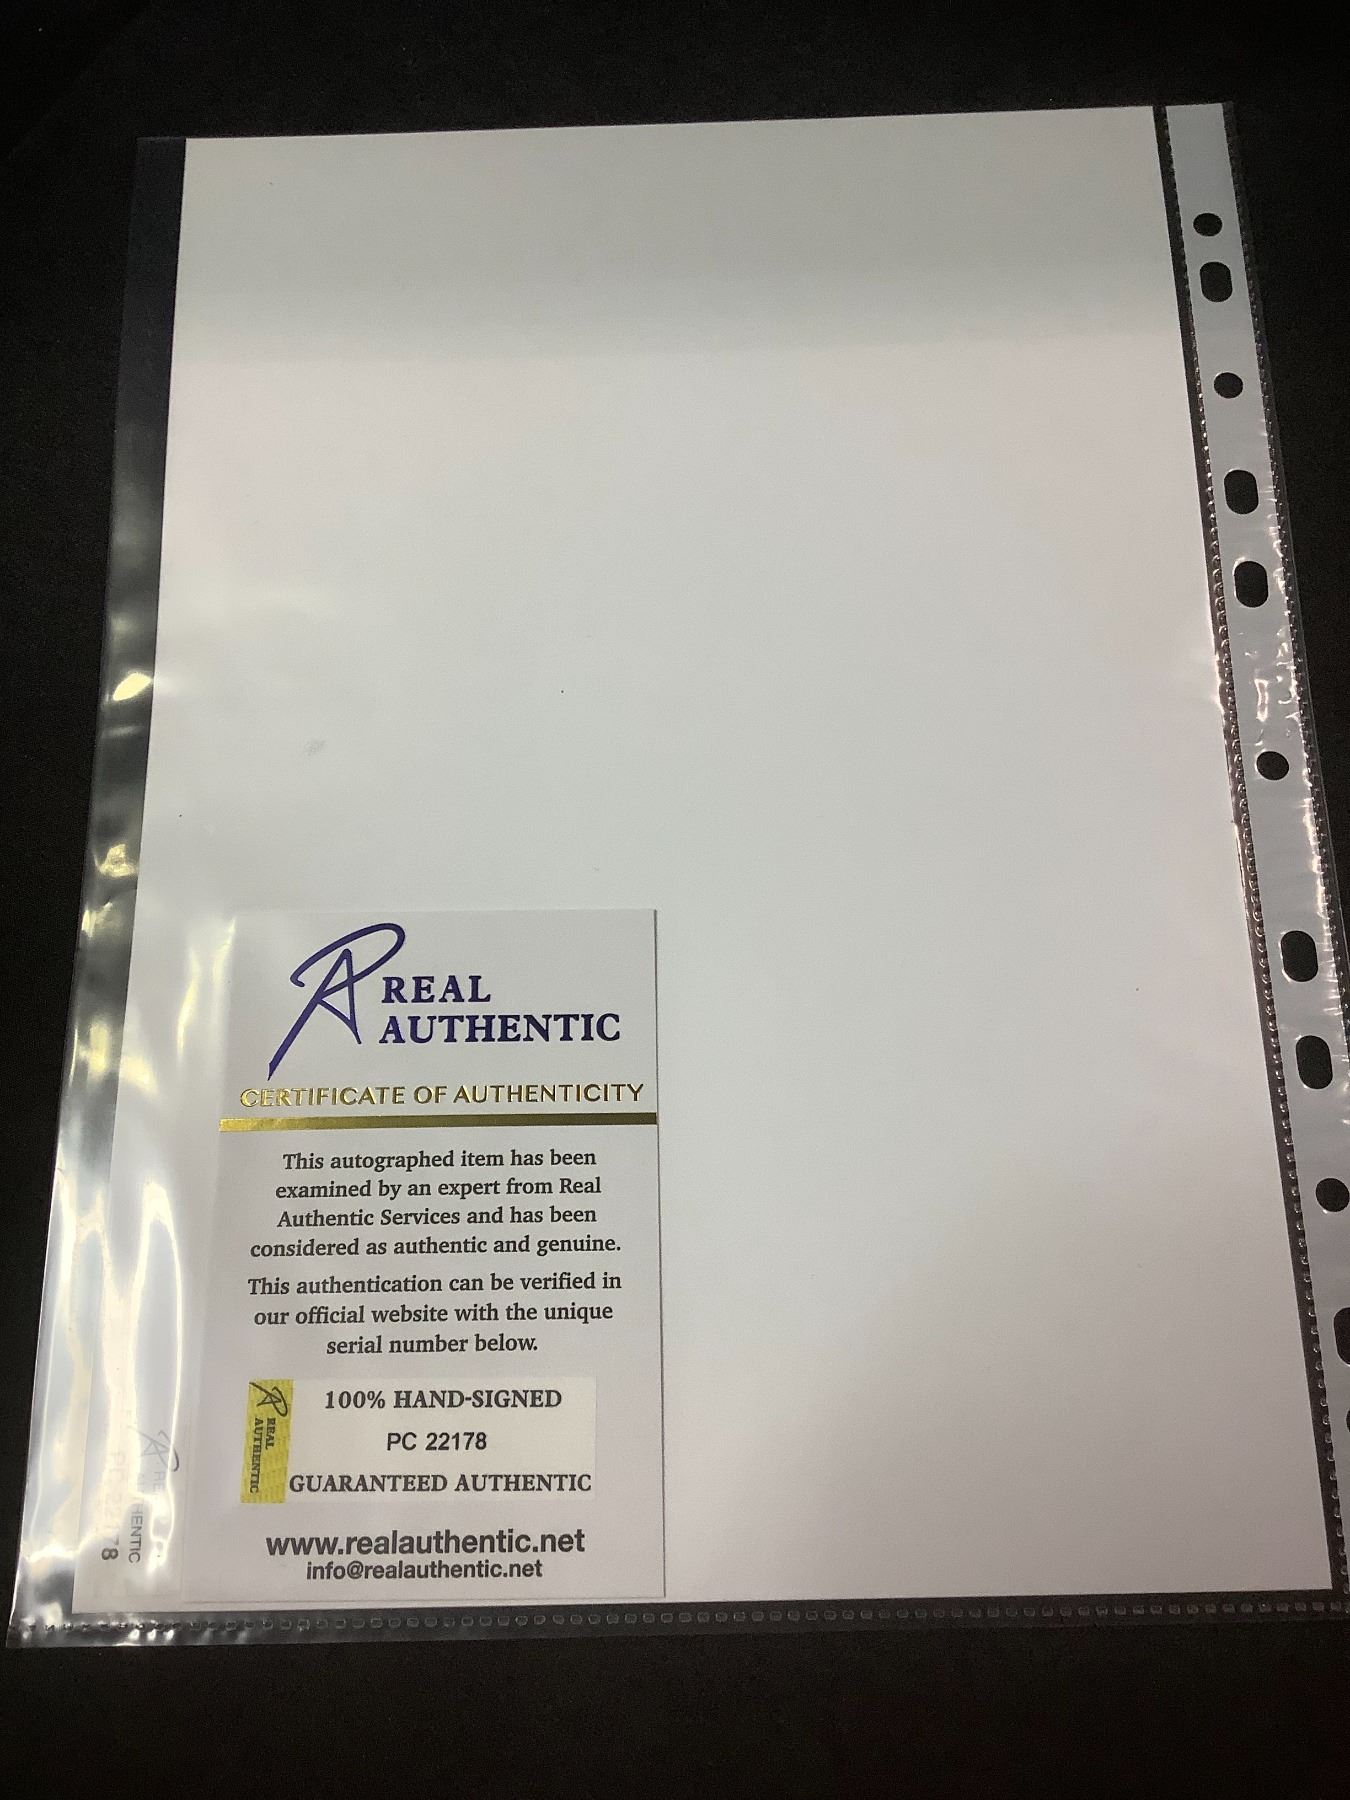 REAL
AUTHENTIC
CERTIFICATE OF AUTHENTICITY
This autographed item has been
examined by an expert from Real
Authentic Services and has been
considered as authentic and genuine.
This authentication can be verified in
our official website with the unique
serial number below.
REAL
AUTHENTIC
100% HAND-SIGNED
PC 22178
GUARANTEED AUTHENTIC
www.realauthentic.net
info@realauthentic.net
PC 22178